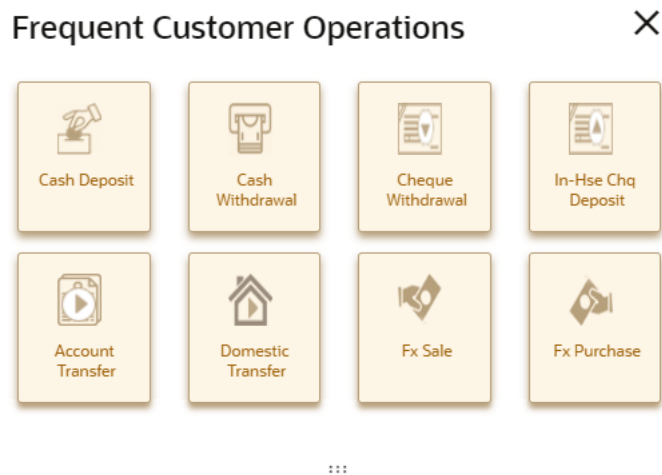 Frequent Customer Operations
Cash Deposit
Cash
Withdrawal
Cheque
Withdrawal
In-Hse Chq
Deposit
Account
Transfer
Domestic
Transfer
Fx Sale
Fx Purchase